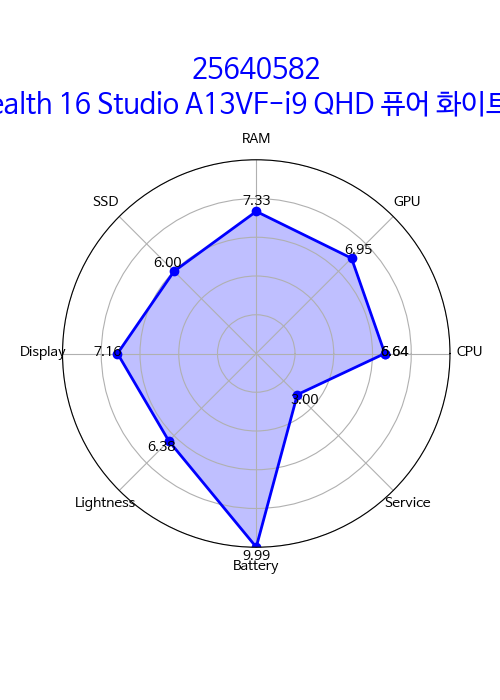 25640582
ealth 16 Studio A13VF-i9 QHD 퓨어 화이트
RAM
7.33
SSD
GPU
6.00
6.95
Display
7.16
6.64
CPU
6.38
3.00
Lightness
Service
9.99
Battery